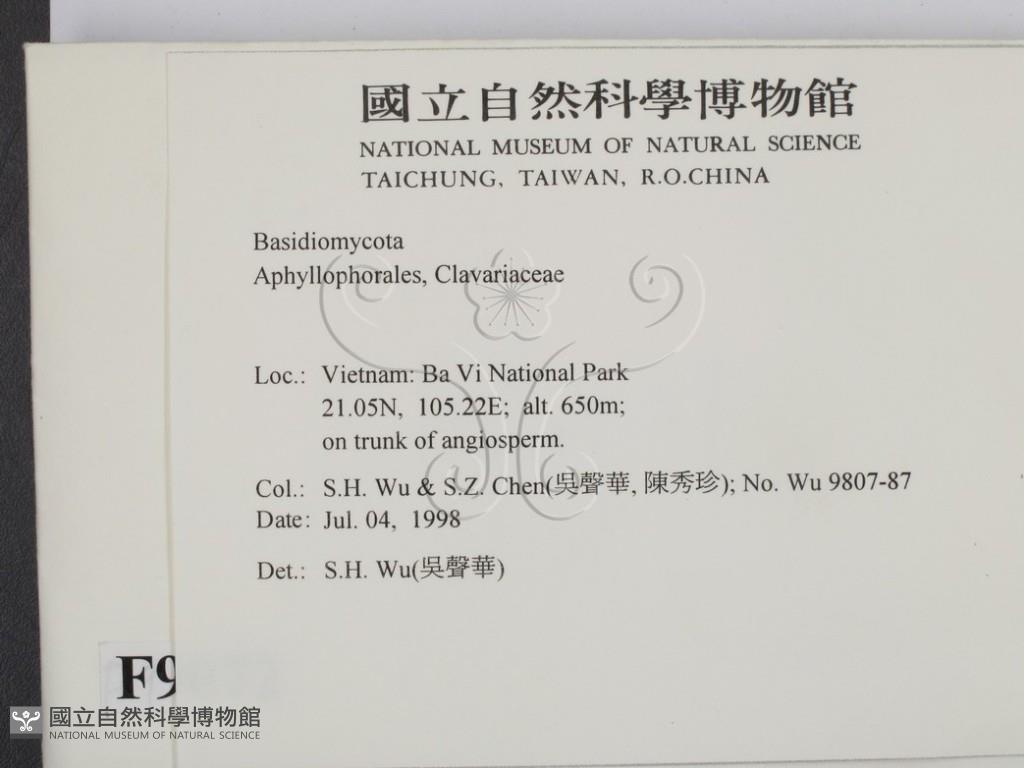 國立自然科學博物館
NATIONAL MUSEUM OF NATURAL SCIENCE
TAICHUNG, TAIWAN, R.O.CHINA
Basidiomycota
Aphyllophorales, Clavariaceae
Loc.: Vietnam: Ba Vi National Park
21.05N, 105.22E; alt. 650m;
on trunk of angiosperm.
Col.: S.H. Wu & S.Z. Chen(吳聲華, 陳秀珍); No. Wu 9807-87
Date: Jul. 04, 1998
Det.: S.H. Wu(吳聲華)
F9
國立自然科學博物館
NATIONAL MUSEUM OF NATURAL SCIENCE